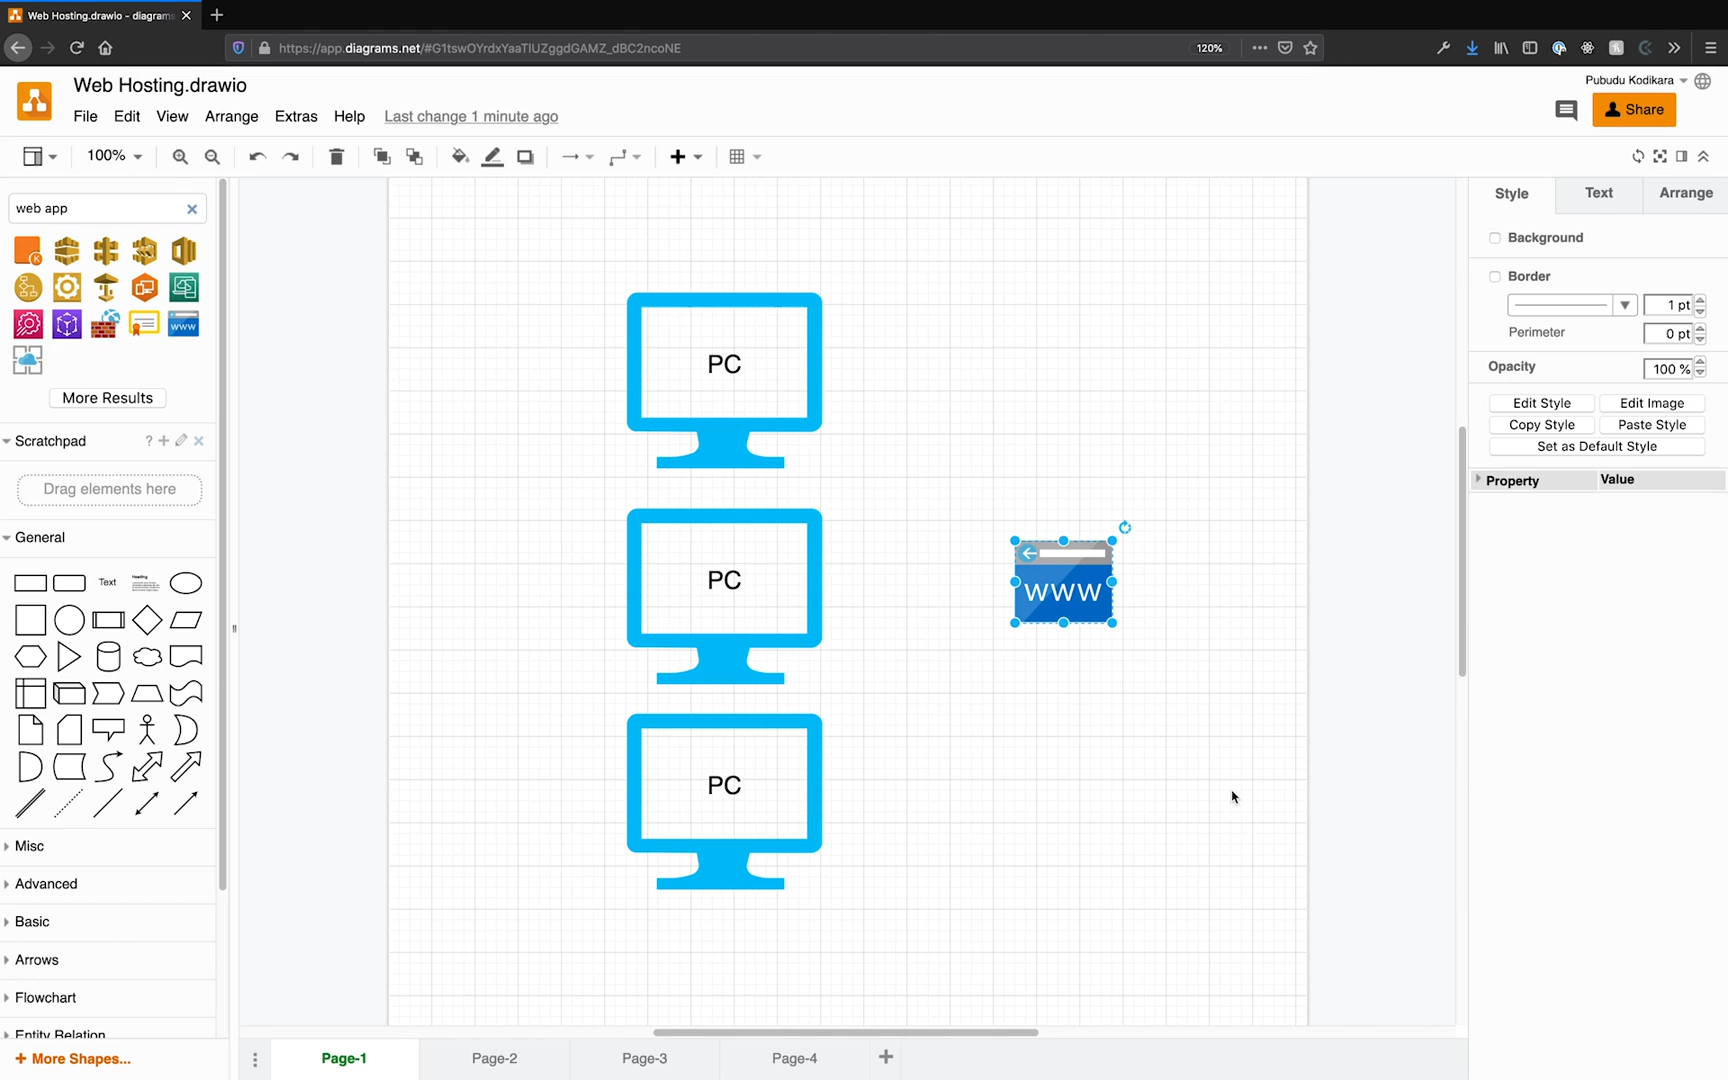 Web Hosting.drawio - diagrams
https://app.diagrams.net/#G1tswOYrdxYaaTlUZggdGAMZ_dBC2ncoNE
120%
Web Hosting.drawio
Pubudu Kodikara
File Edit View Arrange Extras Help Last change 1 minute ago
Share
100%
web app
Style Text Arrange
Background
Border
1 pt
Perimeter 0 pt
Opacity 100 %
Edit Style Edit Image
Copy Style Paste Style
Set as Default Style
Property Value
www
More Results
Scratchpad ?
Drag elements here
General
Text
Heading
Misc
Advanced
Basic
Arrows
Flowchart
Entity Relation
+ More Shapes...
PC
PC
www
PC
Page-1 Page-2 Page-3 Page-4